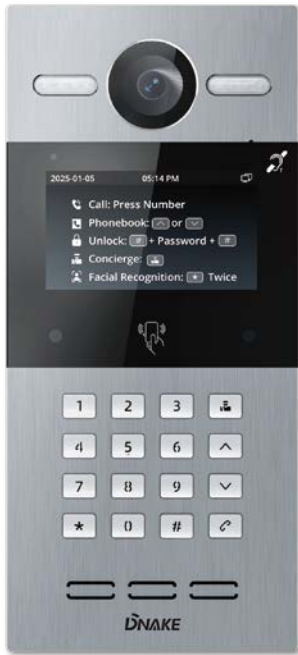 2025-01-05 05:14 PM
Call: Press Number
Phonebook: ^ or v
Unlock: # + Password + #
Concierge:
Facial Recognition: * Twice
1 2 3
4 5 6
7 8 9
* 0 #
DNAKE